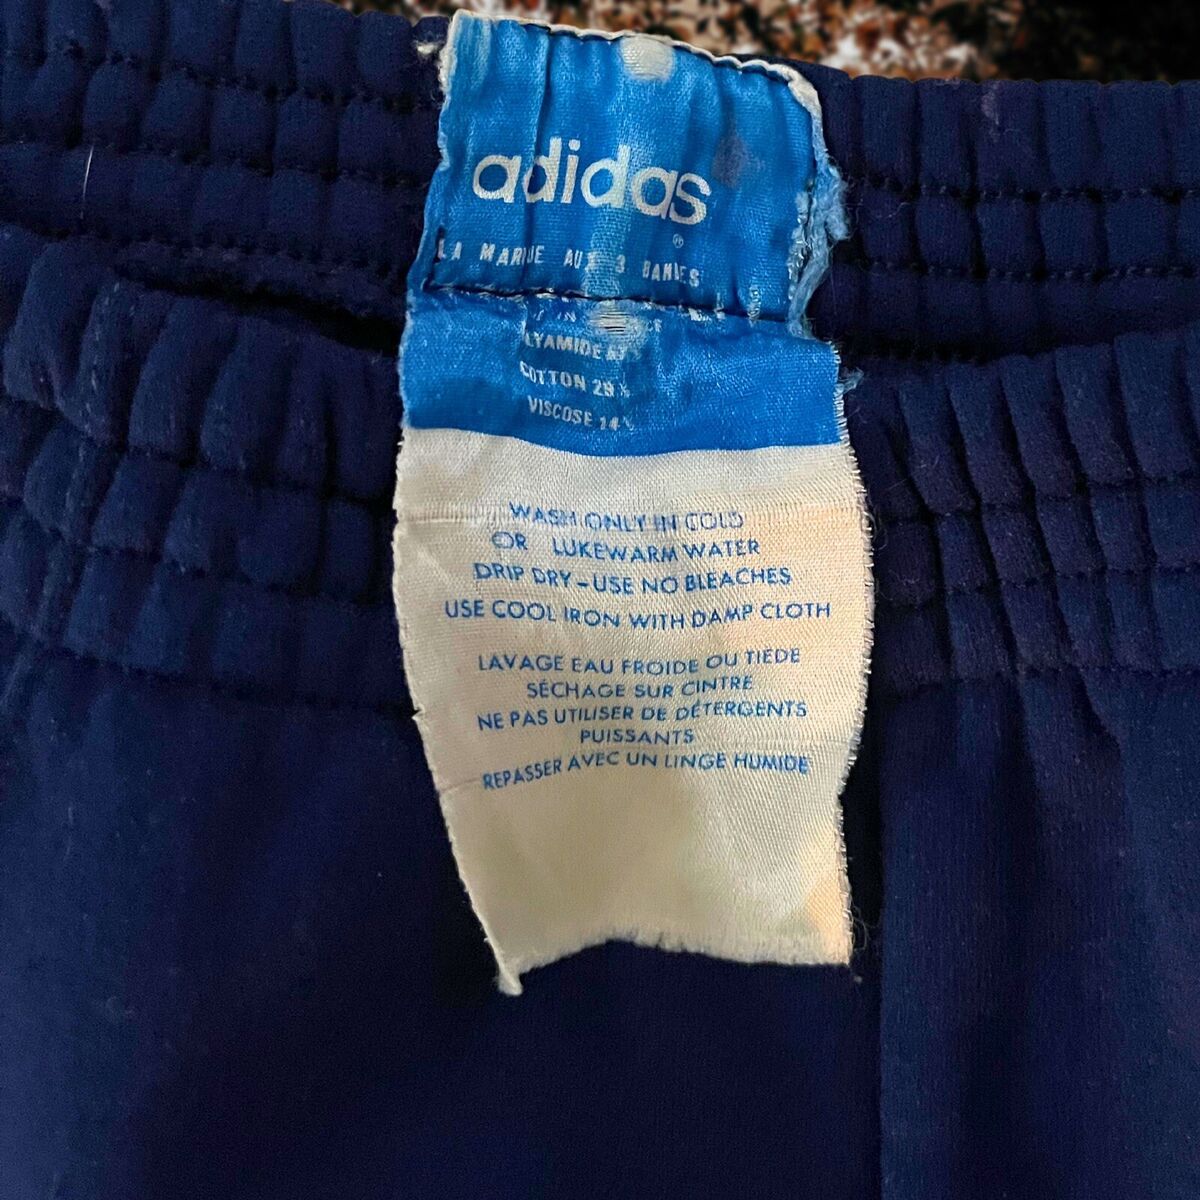 adidas
®
LA MARQUE AUX 3 BANDES
LYAMIDE
COTTON 29 %
VISCOSE 14 %
WASH ONLY IN COLD
OR LUKEWARM WATER
DRIP DRY - USE NO BLEACHES
USE COOL IRON WITH DAMP CLOTH
LAVAGE EAU FROIDE OU TIÈDE
SÉCHAGE SUR CINTRE
NE PAS UTILISER DE DÉTERGENTS
PUISSANTS
REPASSER AVEC UN LINGE HUMIDE